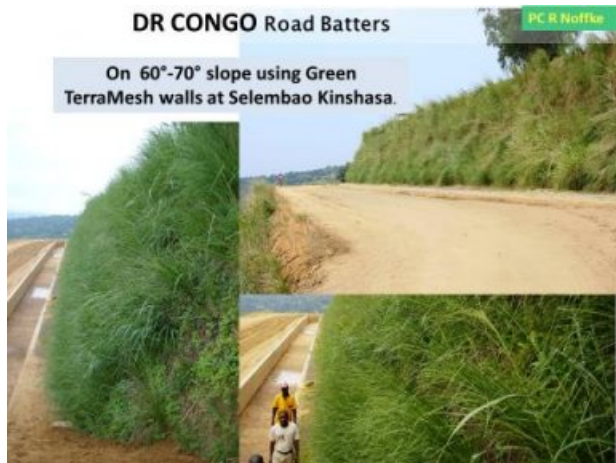 DR CONGO Road Batters
PC R Noffke
On 60°-70° slope using Green
TerraMesh walls at Selembao Kinshasa.